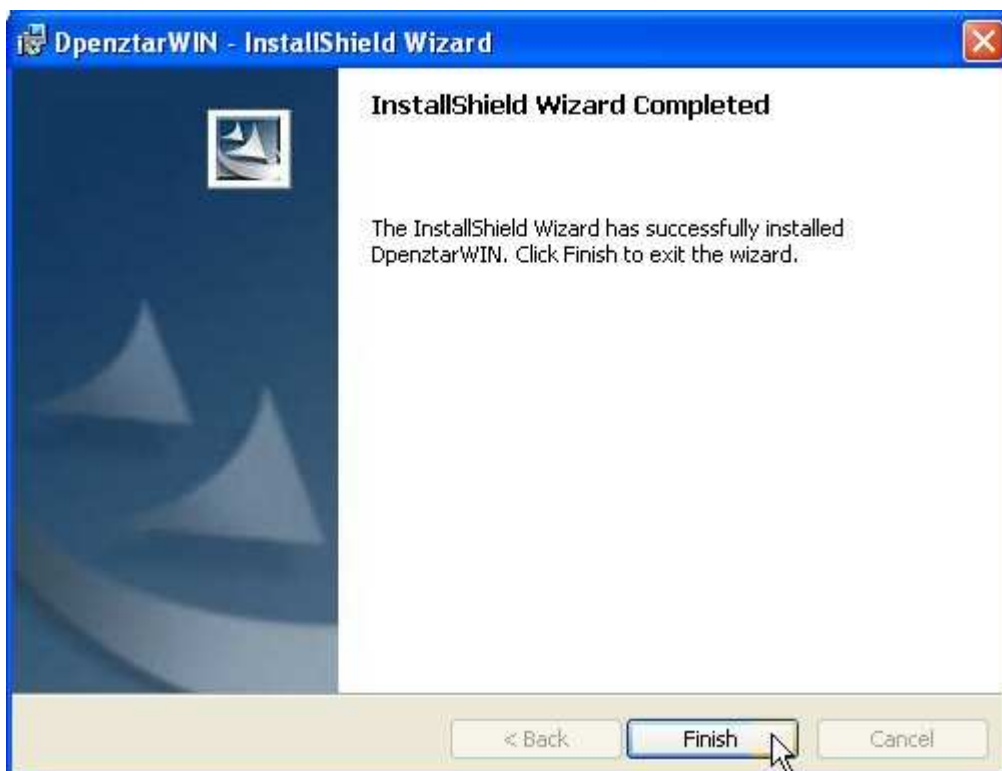 DpenztarWIN - InstallShield Wizard
InstallShield Wizard Completed
The InstallShield Wizard has successfully installed
DpenztarWIN. Click Finish to exit the wizard.
< Back
Finish
Cancel